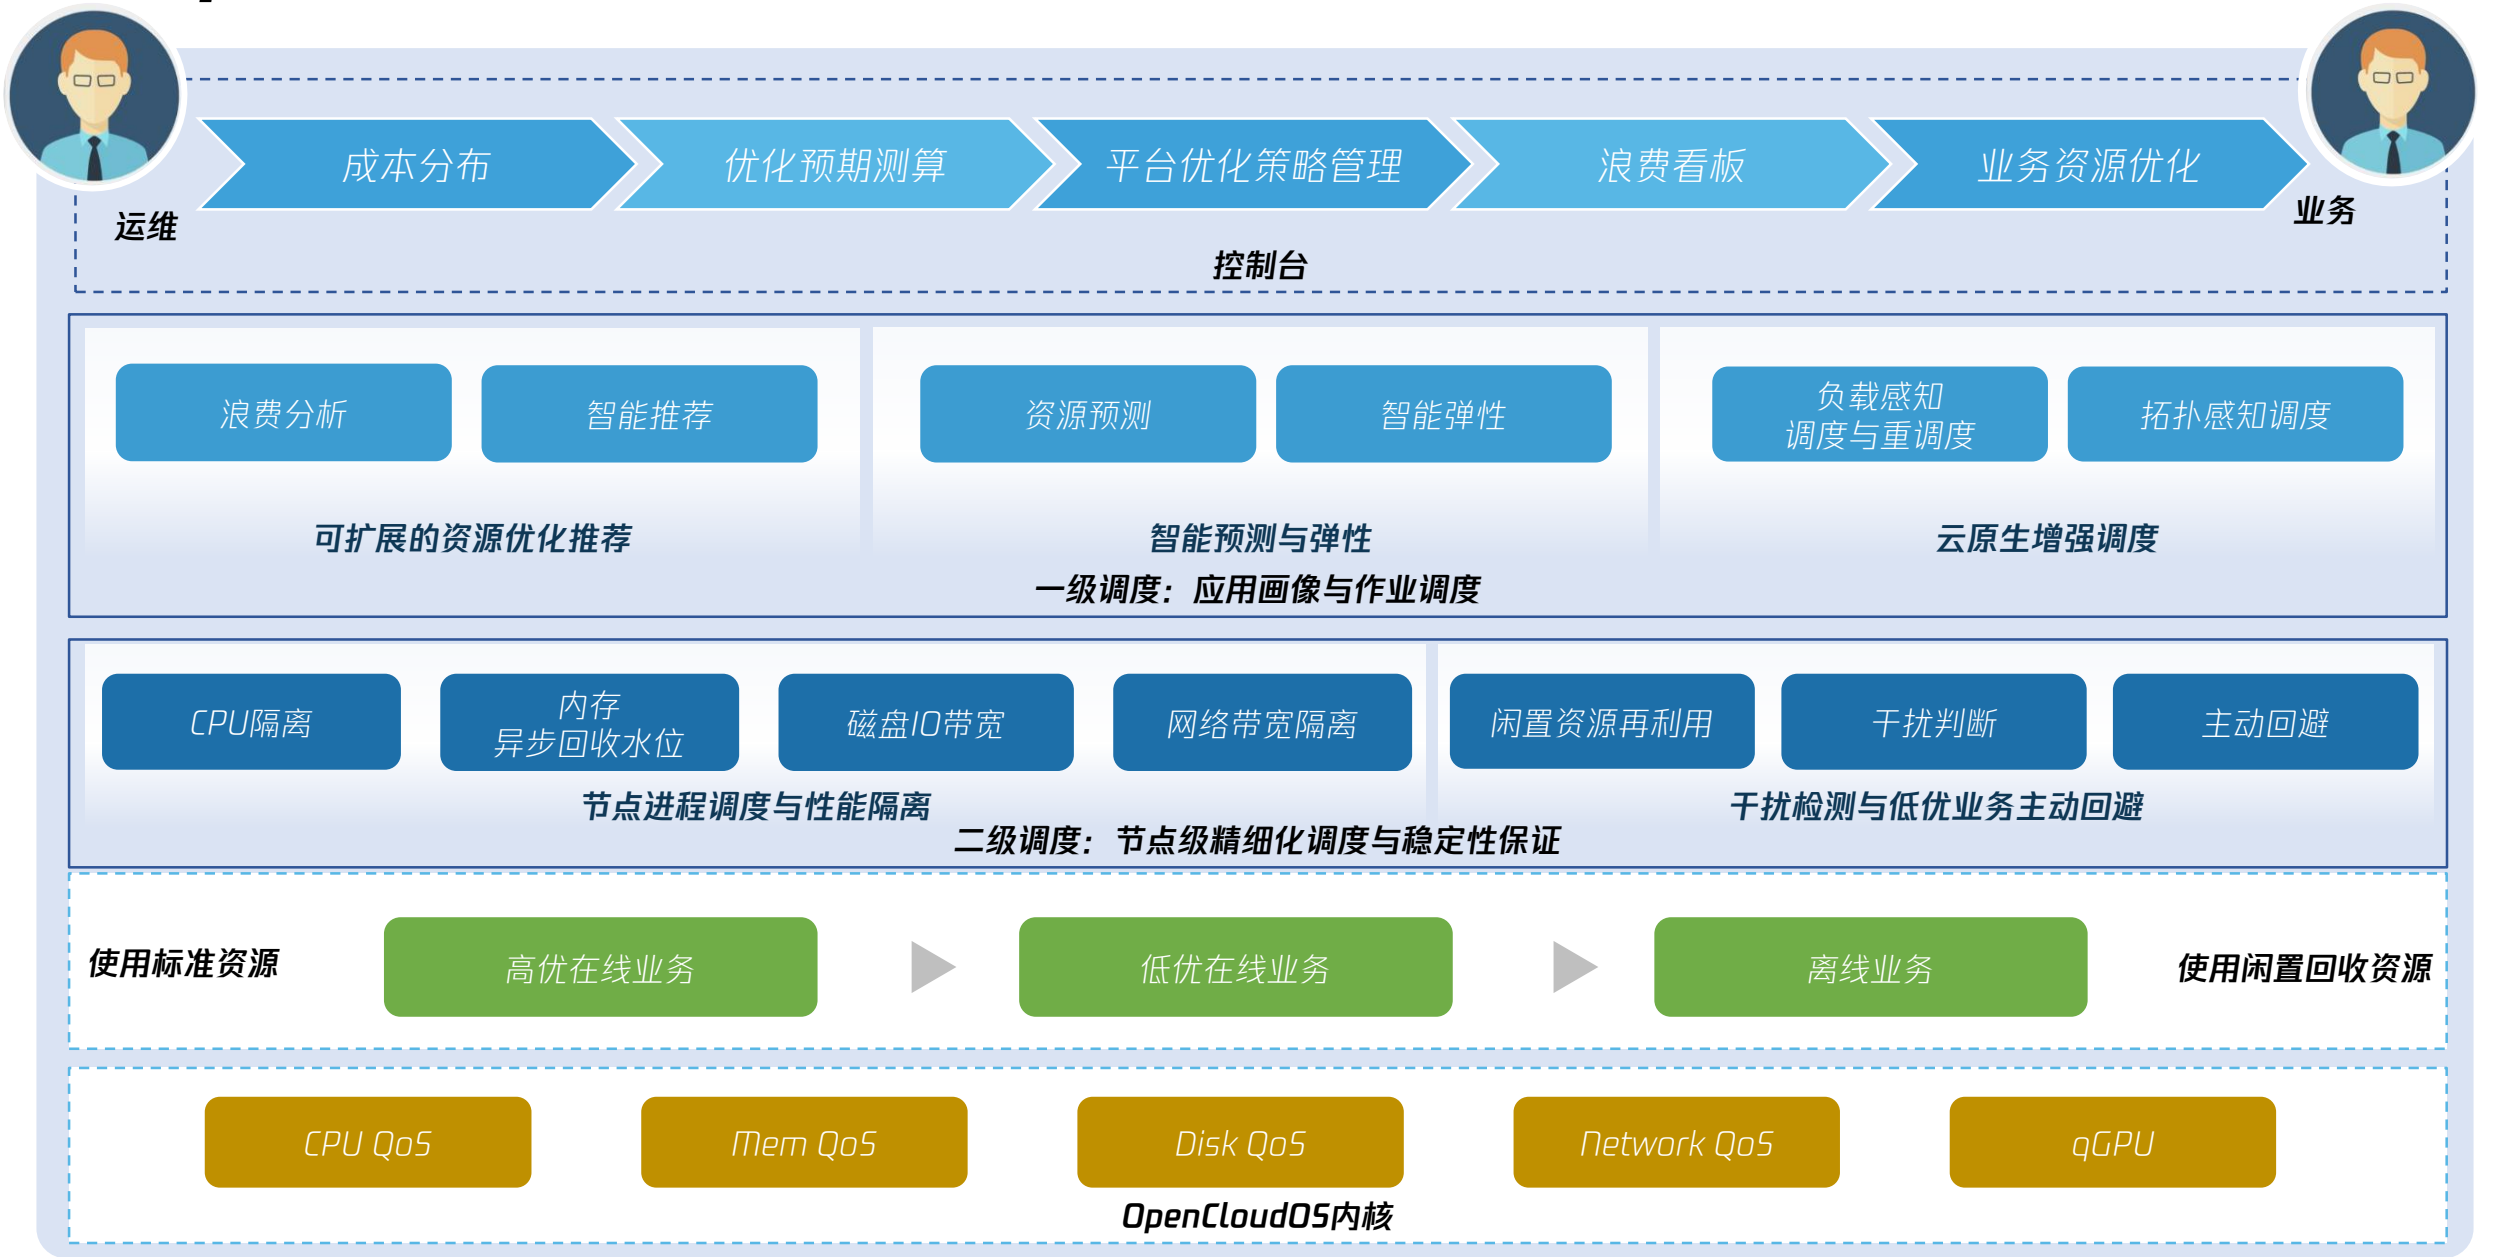 成本分布
优化预期测算
平台优化策略管理
浪费看板
业务资源优化
运维
业务
控制台
浪费分析
智能推荐
资源预测
智能弹性
负载感知
调度与重调度
拓扑感知调度
可扩展的资源优化推荐
智能预测与弹性
云原生增强调度
一级调度：应用画像与作业调度
CPU隔离
内存
异步回收水位
磁盘IO带宽
网络带宽隔离
闲置资源再利用
干扰判断
主动回避
节点进程调度与性能隔离
干扰检测与低优业务主动回避
二级调度：节点级精细化调度与稳定性保证
使用标准资源
高优在线业务
低优在线业务
离线业务
使用闲置回收资源
CPU QoS
Mem QoS
Disk QoS
Network QoS
qGPU
OpenCloudOS内核